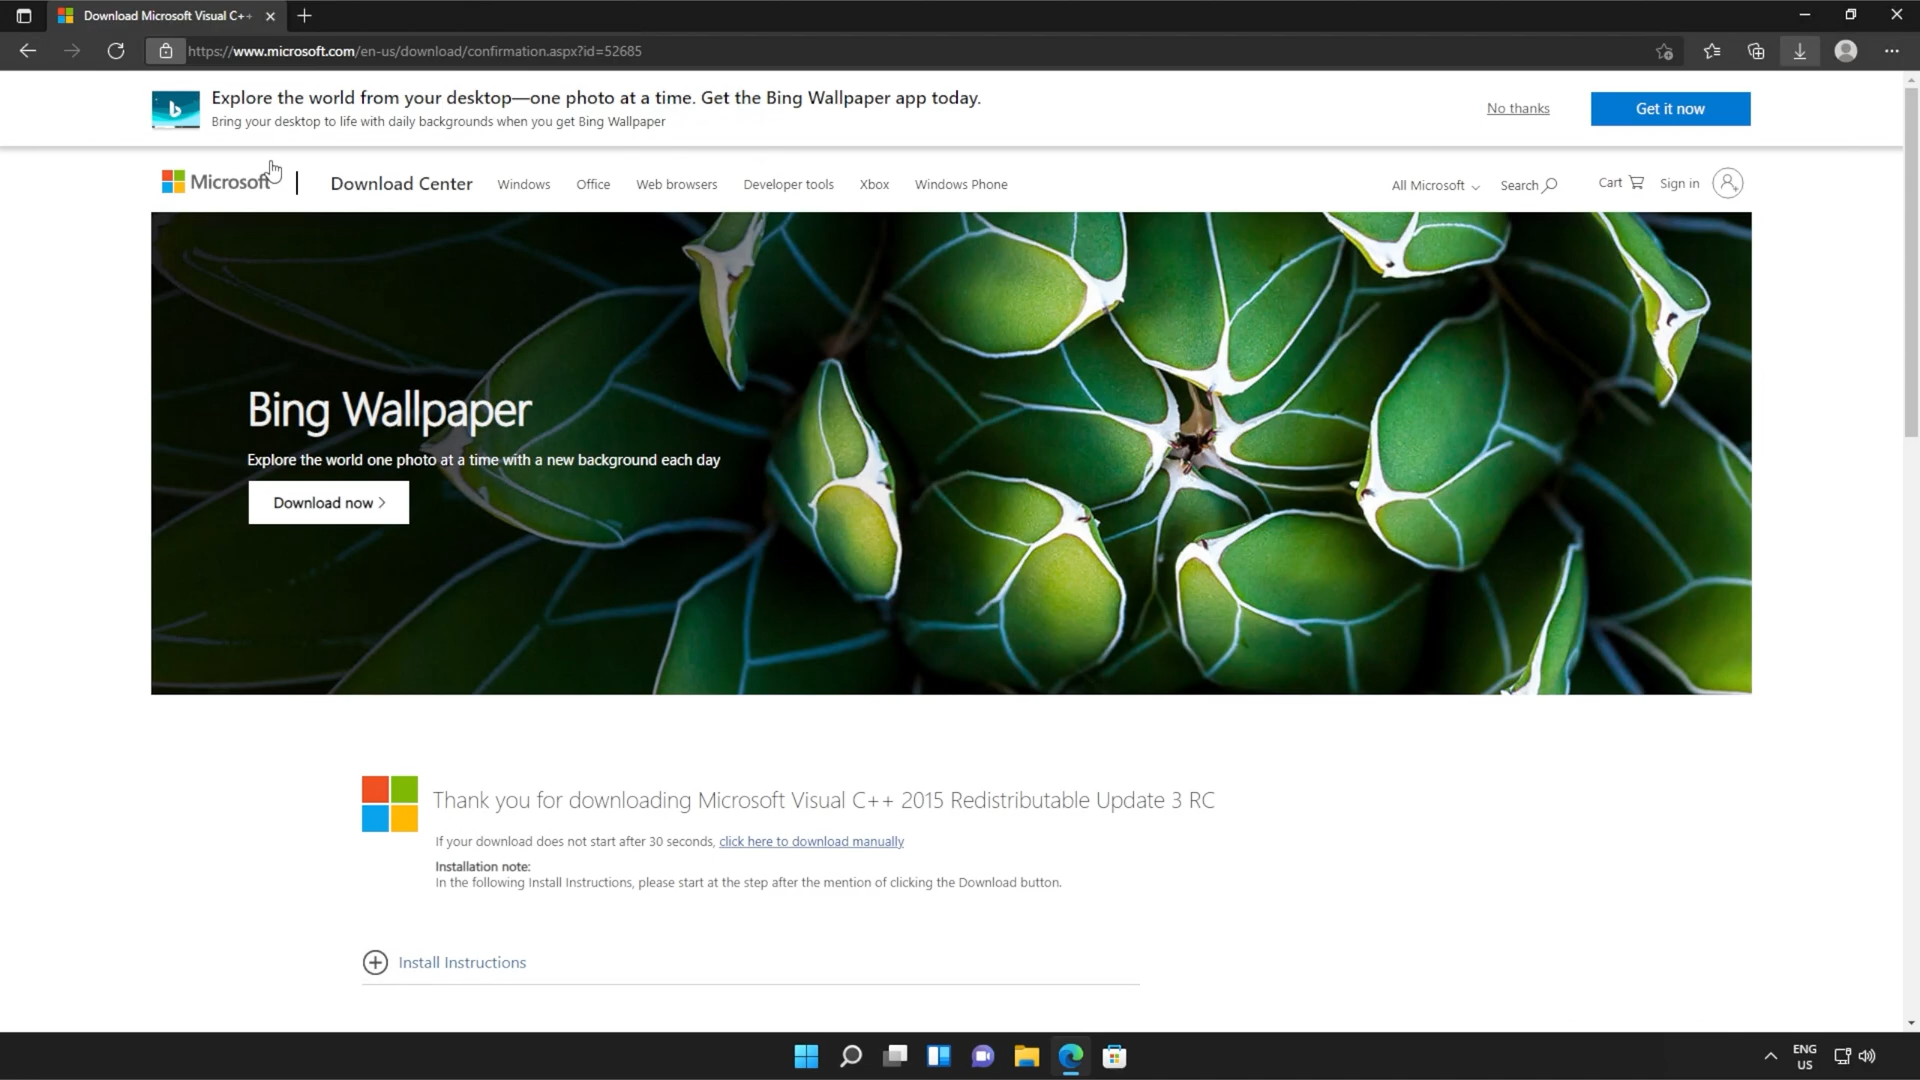 Download Microsoft Visual C++
https://www.microsoft.com/en-us/download/confirmation.aspx?id=52685
Explore the world from your desktop—one photo at a time. Get the Bing Wallpaper app today.
Bring your desktop to life with daily backgrounds when you get Bing Wallpaper
No thanks
Get it now
Microsoft
Download Center
Windows
Office
Web browsers
Developer tools
Xbox
Windows Phone
All Microsoft
Search
Cart
Sign in
Bing Wallpaper
Explore the world one photo at a time with a new background each day
Download now >
Thank you for downloading Microsoft Visual C++ 2015 Redistributable Update 3 RC
If your download does not start after 30 seconds, click here to download manually
Installation note:
In the following Install Instructions, please start at the step after the mention of clicking the Download button.
Install Instructions
ENG
US